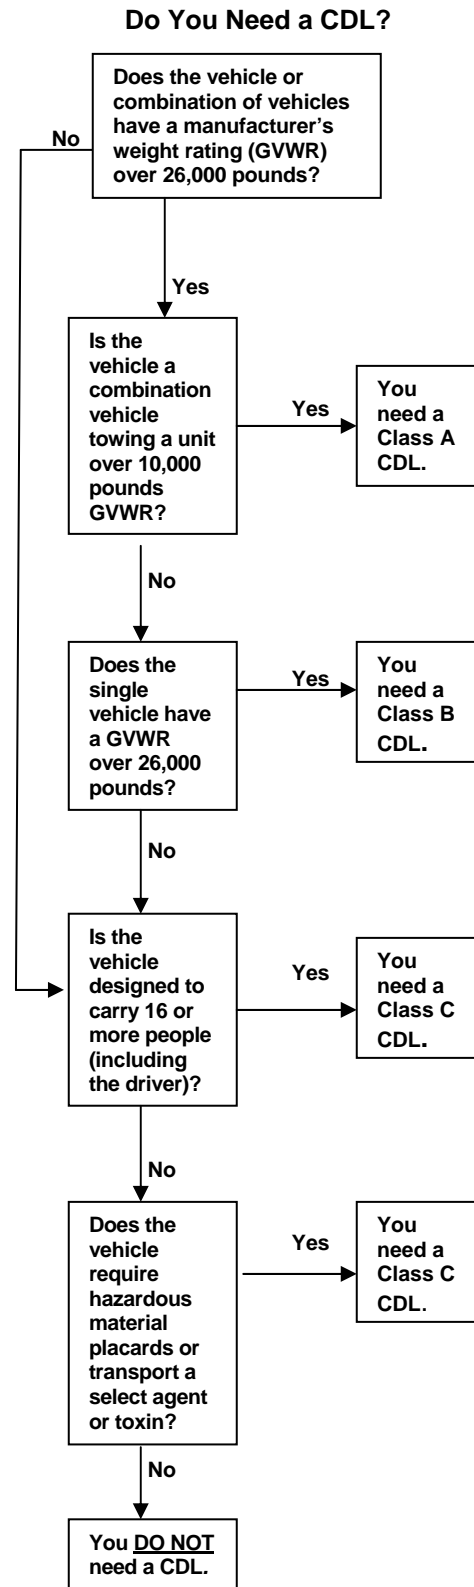 Do You Need a CDL?
Does the vehicle or
combination of vehicles
have a manufacturer's
weight rating (GVWR)
over 26,000 pounds?
No
Yes
Is the
vehicle a
combination
vehicle
towing a unit
over 10,000
pounds
GVWR?
Yes
You
need a
Class A
CDL.
No
Does the
single
vehicle have
a GVWR
over 26,000
pounds?
Yes
You
need a
Class B
CDL.
No
Is the
vehicle
designed to
carry 16 or
more people
(including
the driver)?
Yes
You
need a
Class C
CDL.
No
Does the
vehicle
require
hazardous
material
placards or
transport a
select agent
or toxin?
Yes
You
need a
Class C
CDL.
No
You DO NOT
need a CDL.